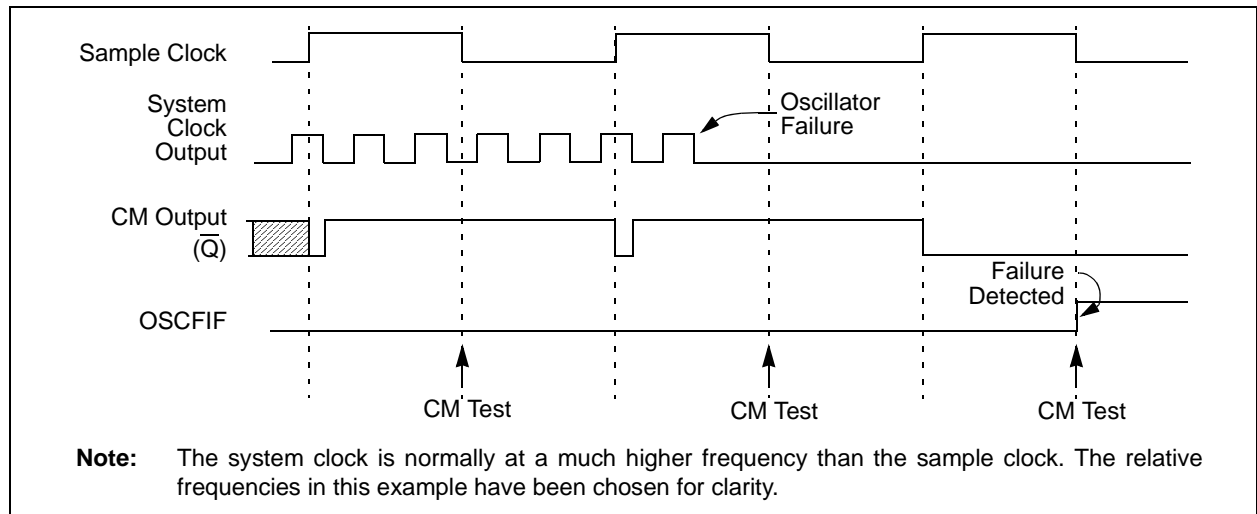 Sample Clock
System
Clock
Output
Oscillator
Failure
CM Output
(Q̅)
Failure
Detected
OSCFIF
CM Test
CM Test
CM Test
Note: The system clock is normally at a much higher frequency than the sample clock. The relative
frequencies in this example have been chosen for clarity.